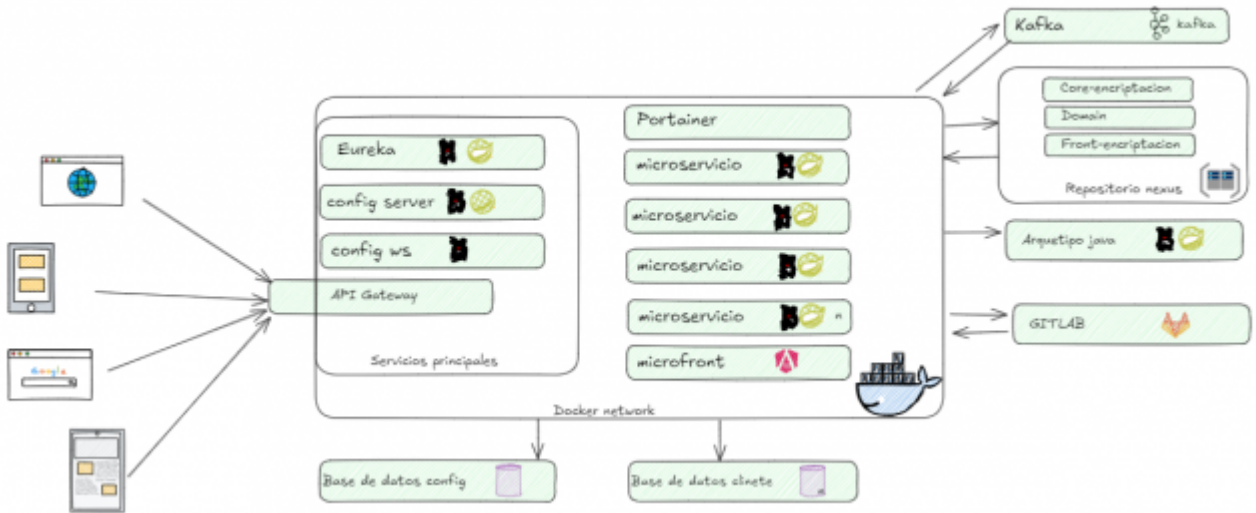 Kafka
kafka
Core-encriptacion
Domain
Front-encriptacion
Repositorio nexus
Portainer
Eureka
microservicio
config server
microservicio
config ws
microservicio
API Gateway
microservicio n
Servicios principales
microfront
Docker network
Arquetipo java
GITLAB
Google
Base de datos config
Base de datos clinete